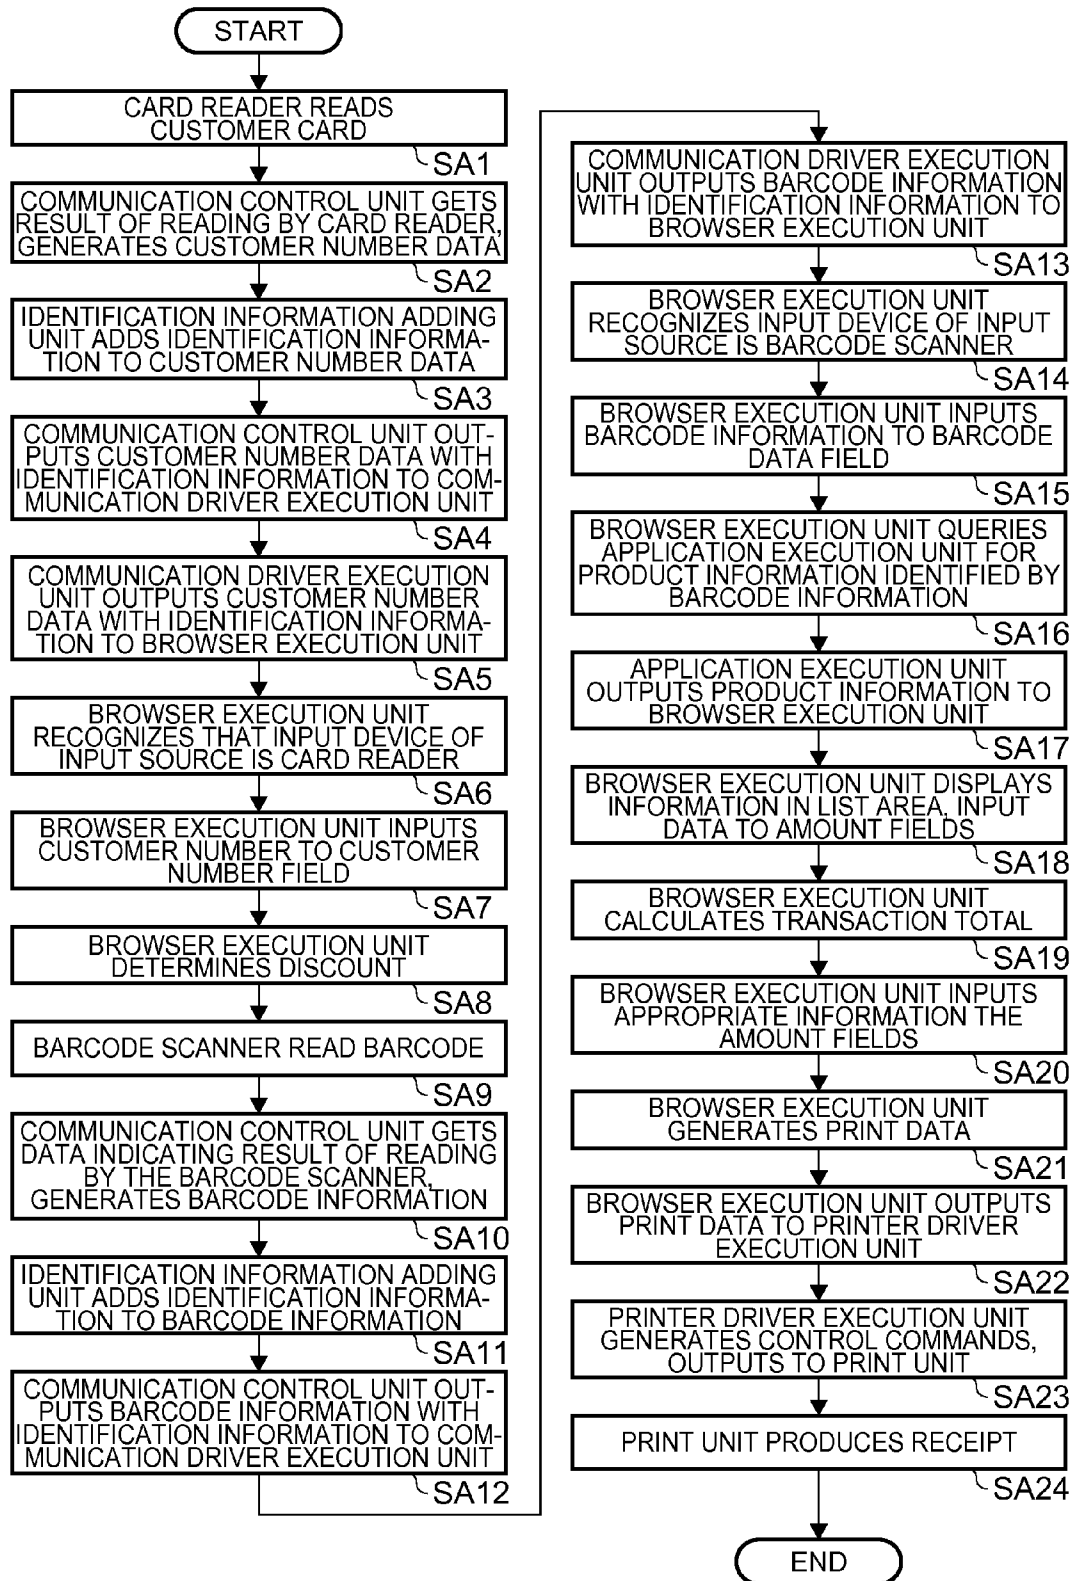 START
CARD READER READS
CUSTOMER CARD
SA1
COMMUNICATION CONTROL UNIT GETS
RESULT OF READING BY CARD READER,
GENERATES CUSTOMER NUMBER DATA
SA2
IDENTIFICATION INFORMATION ADDING
UNIT ADDS IDENTIFICATION INFORMA-
TION TO CUSTOMER NUMBER DATA
SA3
COMMUNICATION CONTROL UNIT OUT-
PUTS CUSTOMER NUMBER DATA WITH
IDENTIFICATION INFORMATION TO COM-
MUNICATION DRIVER EXECUTION UNIT
SA4
COMMUNICATION DRIVER EXECUTION
UNIT OUTPUTS CUSTOMER NUMBER
DATA WITH IDENTIFICATION INFORMA-
TION TO BROWSER EXECUTION UNIT
SA5
BROWSER EXECUTION UNIT
RECOGNIZES THAT INPUT DEVICE OF
INPUT SOURCE IS CARD READER
SA6
BROWSER EXECUTION UNIT INPUTS
CUSTOMER NUMBER TO CUSTOMER
NUMBER FIELD
SA7
BROWSER EXECUTION UNIT
DETERMINES DISCOUNT
SA8
BARCODE SCANNER READ BARCODE
SA9
COMMUNICATION CONTROL UNIT GETS
DATA INDICATING RESULT OF READING
BY THE BARCODE SCANNER,
GENERATES BARCODE INFORMATION
SA10
IDENTIFICATION INFORMATION ADDING
UNIT ADDS IDENTIFICATION INFORMA-
TION TO BARCODE INFORMATION
SA11
COMMUNICATION CONTROL UNIT OUT-
PUTS BARCODE INFORMATION WITH
IDENTIFICATION INFORMATION TO COM-
MUNICATION DRIVER EXECUTION UNIT
SA12
COMMUNICATION DRIVER EXECUTION
UNIT OUTPUTS BARCODE INFORMATION
WITH IDENTIFICATION INFORMATION TO
BROWSER EXECUTION UNIT
SA13
BROWSER EXECUTION UNIT
RECOGNIZES INPUT DEVICE OF INPUT
SOURCE IS BARCODE SCANNER
SA14
BROWSER EXECUTION UNIT INPUTS
BARCODE INFORMATION TO BARCODE
DATA FIELD
SA15
BROWSER EXECUTION UNIT QUERIES
APPLICATION EXECUTION UNIT FOR
PRODUCT INFORMATION IDENTIFIED BY
BARCODE INFORMATION
SA16
APPLICATION EXECUTION UNIT
OUTPUTS PRODUCT INFORMATION TO
BROWSER EXECUTION UNIT
SA17
BROWSER EXECUTION UNIT DISPLAYS
INFORMATION IN LIST AREA, INPUT
DATA TO AMOUNT FIELDS
SA18
BROWSER EXECUTION UNIT
CALCULATES TRANSACTION TOTAL
SA19
BROWSER EXECUTION UNIT INPUTS
APPROPRIATE INFORMATION THE
AMOUNT FIELDS
SA20
BROWSER EXECUTION UNIT
GENERATES PRINT DATA
SA21
BROWSER EXECUTION UNIT OUTPUTS
PRINT DATA TO PRINTER DRIVER
EXECUTION UNIT
SA22
PRINTER DRIVER EXECUTION UNIT
GENERATES CONTROL COMMANDS,
OUTPUTS TO PRINT UNIT
SA23
PRINT UNIT PRODUCES RECEIPT
SA24
END